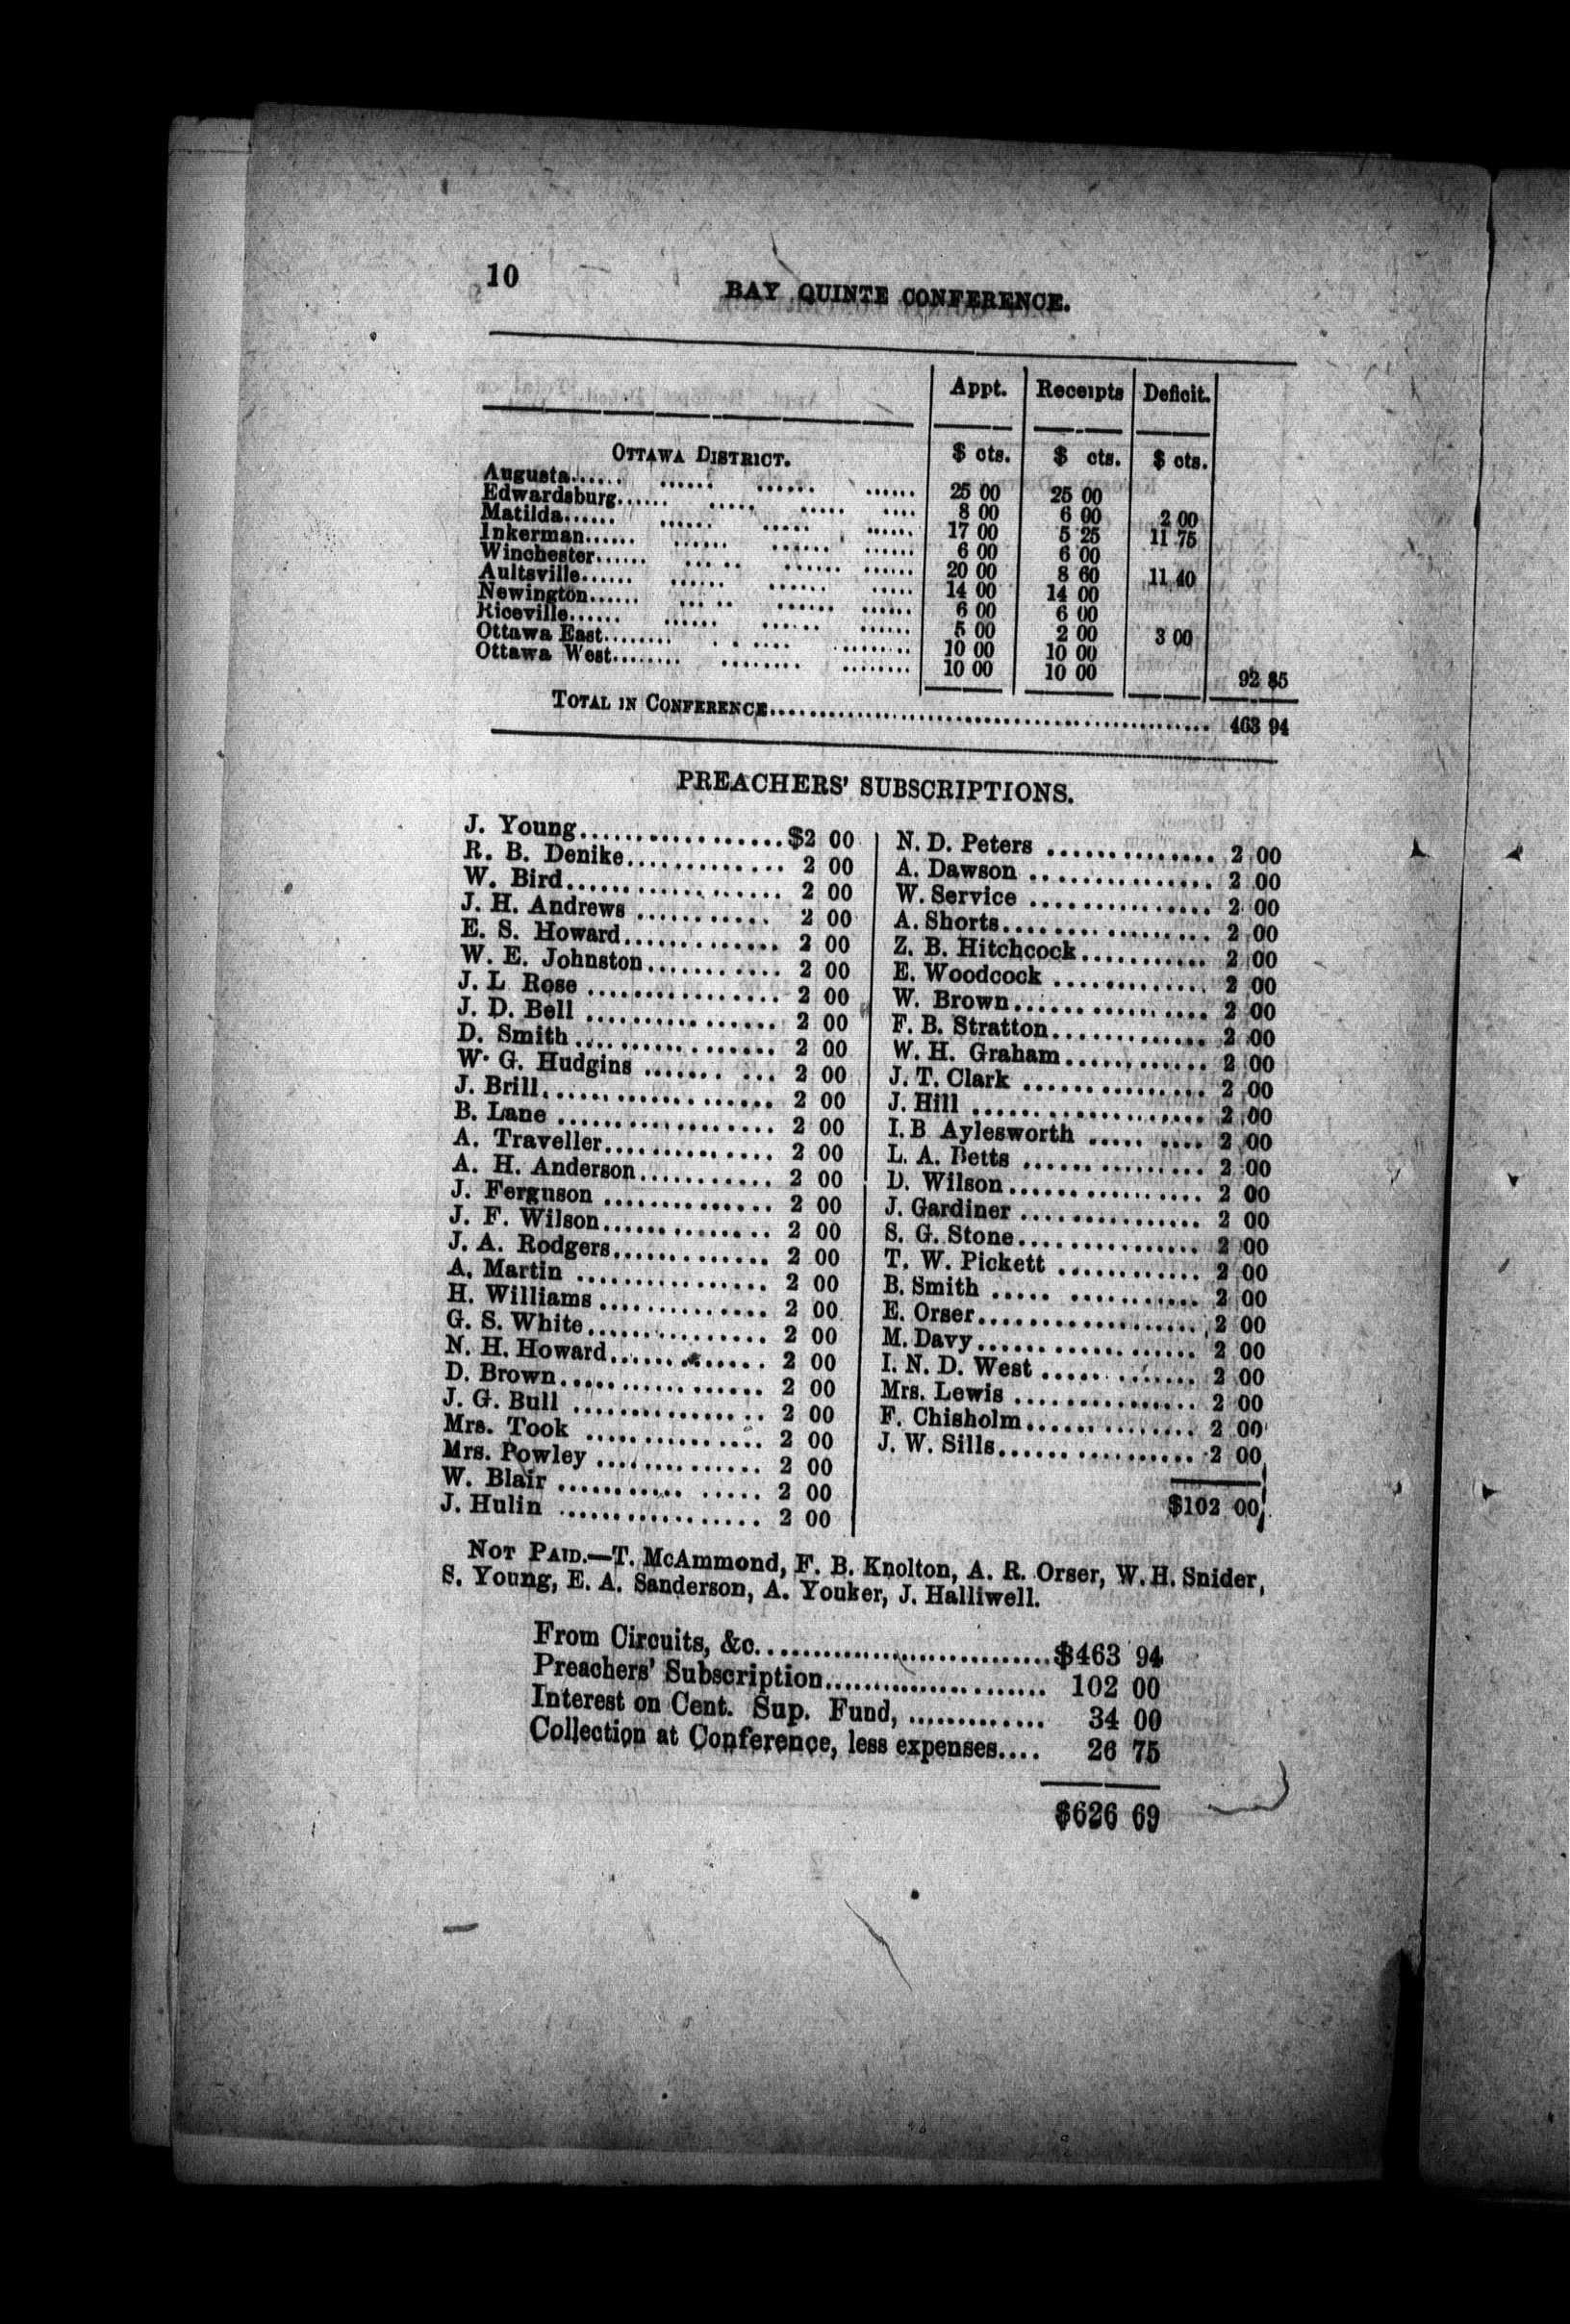 10
BAY QUINTE CONFERENCE.
Appt. Receipts Deficit.
OTTAWA DISTRICT. $ cts. $ cts. $ cts.
Augusta...... ...... ...... ...... 25 00 25 00
Edwardsburg...... ..... ..... .... 8 00 6 00 2 00
Matilda...... ...... ..... ...... 17 00 5 25 11 75
Inkerman...... ...... ...... ...... 6 00 6 00
Winchester...... ... .. ...... ...... 20 00 8 60 11 40
Aultsville...... ...... ...... ..... 14 00 14 00
Newington...... ... .. ...... ...... 6 00 6 00
Riceville...... ...... ...... ...... 5 00 2 00 3 00
Ottawa East........ . . .... ........ 10 00 10 00
Ottawa West........ ........ ........ 10 00 10 00 92 85
TOTAL IN CONFERENCE........................................ 463 94
PREACHERS' SUBSCRIPTIONS.
J. Young..................$2 00
R. B. Denike............. 2 00
W. Bird................... 2 00
J. H. Andrews ........... 2 00
E. S. Howard............. 2 00
W. E. Johnston........... 2 00
J. L Rose ................ 2 00
J. D. Bell ................ 2 00
D. Smith ................. 2 00
W. G. Hudgins ....... ... 2 00
J. Brill.................... 2 00
B. Lane .................. 2 00
A. Traveller.............. 2 00
A. H. Anderson........... 2 00
J. Fergnson .............. 2 00
J. F. Wilson.............. 2 00
J. A. Rodgers............. 2 00
A. Martin ................ 2 00
H. Williams .............. 2 00
G. S. White............... 2 00
N. H. Howard............. 2 00
D. Brown................. 2 00
J. G. Bull ................ 2 00
Mrs. Took ............... 2 00
Mrs. Powley .............. 2 00
W. Blair ........... ..... 2 00
J. Hulin ................. 2 00
N. D. Peters .............. 2 00
A. Dawson ............... 2 00
W. Service ............... 2 00
A. Shorts................. 2 00
Z. B. Hitchcock........... 2 00
E. Woodcock ............. 2 00
W. Brown................ 2 00
F. B. Stratton............. 2 00
W. H. Graham............ 2 00
J. T. Clark ............... 2 00
J. Hill .................... 2 00
I. B Aylesworth ..... .... 2 00
L. A. Betts ............... 2 00
D. Wilson................ 2 00
J. Gardiner ............... 2 00
S. G. Stone................ 2 00
T. W. Pickett ............ 2 00
B. Smith ..... ........... 2 00
E. Orser................... 2 00
M. Davy.................. 2 00
I. N. D. West ..... ....... 2 00
Mrs. Lewis ............... 2 00
F. Chisholm.............. 2 00
J. W. Sills................. 2 00
$102 00
NOT PAID.—T. McAmmond, F. B. Knolton, A. R. Orser, W. H. Snider,
S. Young, E. A. Sanderson, A. Youker, J. Halliwell.
From Circuits, &c.............................$463 94
Preachers' Subscription...................... 102 00
Interest on Cent. Sup. Fund, ............. 34 00
Collection at Conference, less expenses.... 26 75
$626 69